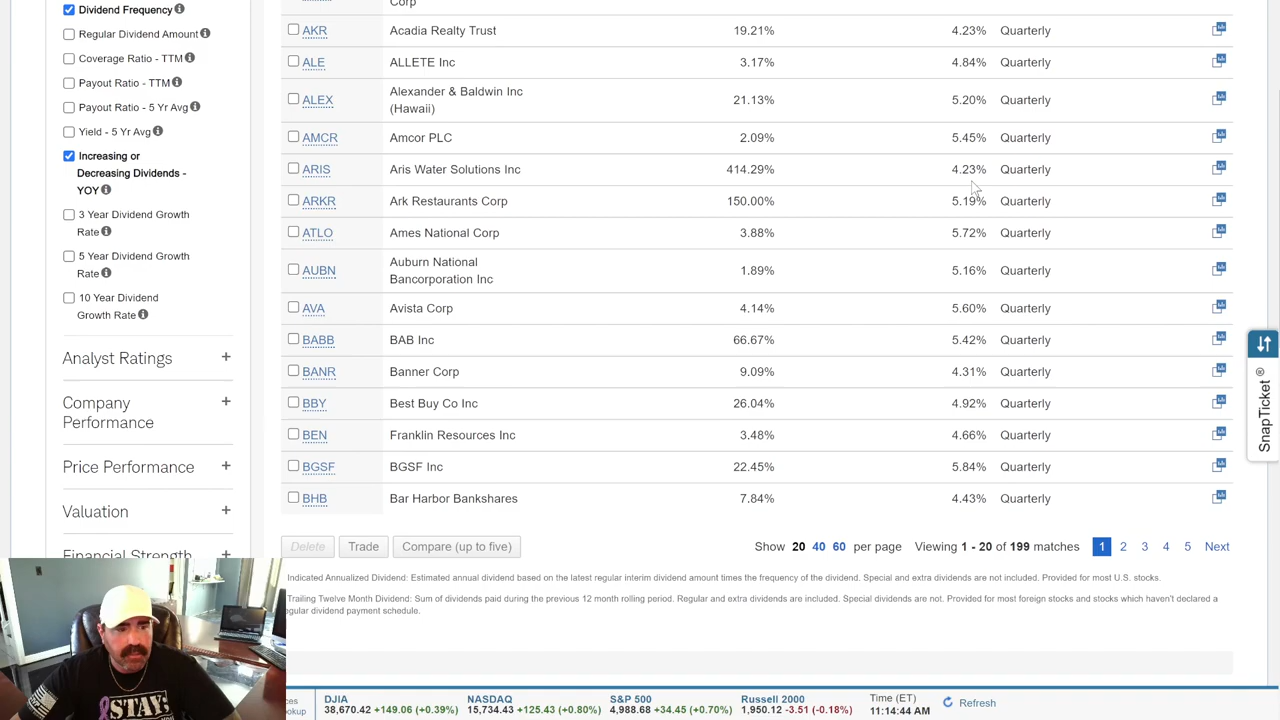 Corp
Dividend Frequency
Regular Dividend Amount
Coverage Ratio - TTM
Payout Ratio - TTM
Payout Ratio - 5 Yr Avg
Yield - 5 Yr Avg
Increasing or
Decreasing Dividends -
YOY
3 Year Dividend Growth
Rate
5 Year Dividend Growth
Rate
10 Year Dividend
Growth Rate
Analyst Ratings +
Company
Performance +
Price Performance +
Valuation +
Financial Strength +
AKR Acadia Realty Trust 19.21% 4.23% Quarterly
ALE ALLETE Inc 3.17% 4.84% Quarterly
ALEX Alexander & Baldwin Inc
(Hawaii) 21.13% 5.20% Quarterly
AMCR Amcor PLC 2.09% 5.45% Quarterly
ARIS Aris Water Solutions Inc 414.29% 4.23% Quarterly
ARKR Ark Restaurants Corp 150.00% 5.19% Quarterly
ATLO Ames National Corp 3.88% 5.72% Quarterly
AUBN Auburn National
Bancorporation Inc 1.89% 5.16% Quarterly
AVA Avista Corp 4.14% 5.60% Quarterly
BABB BAB Inc 66.67% 5.42% Quarterly
BANR Banner Corp 9.09% 4.31% Quarterly
BBY Best Buy Co Inc 26.04% 4.92% Quarterly
BEN Franklin Resources Inc 3.48% 4.66% Quarterly
BGSF BGSF Inc 22.45% 5.84% Quarterly
BHB Bar Harbor Bankshares 7.84% 4.43% Quarterly
Delete Trade Compare (up to five) Show 20 40 60 per page Viewing 1 - 20 of 199 matches 1 2 3 4 5 Next
Indicated Annualized Dividend: Estimated annual dividend based on the latest regular interim dividend amount times the frequency of the dividend. Special and extra dividends are not included. Provided for most U.S. stocks.
Trailing Twelve Month Dividend: Sum of dividends paid during the previous 12 month rolling period. Regular and extra dividends are included. Special dividends are not. Provided for most foreign stocks and stocks which haven't declared a
egular dividend payment schedule.
SnapTicket ®
STAY
DJIA NASDAQ S&P 500 Russell 2000 Time (ET) Refresh
38,670.42 +149.06 (+0.39%) 15,734.43 +125.43 (+0.80%) 4,988.68 +34.45 (+0.70%) 1,950.12 -3.51 (-0.18%) 11:14:44 AM